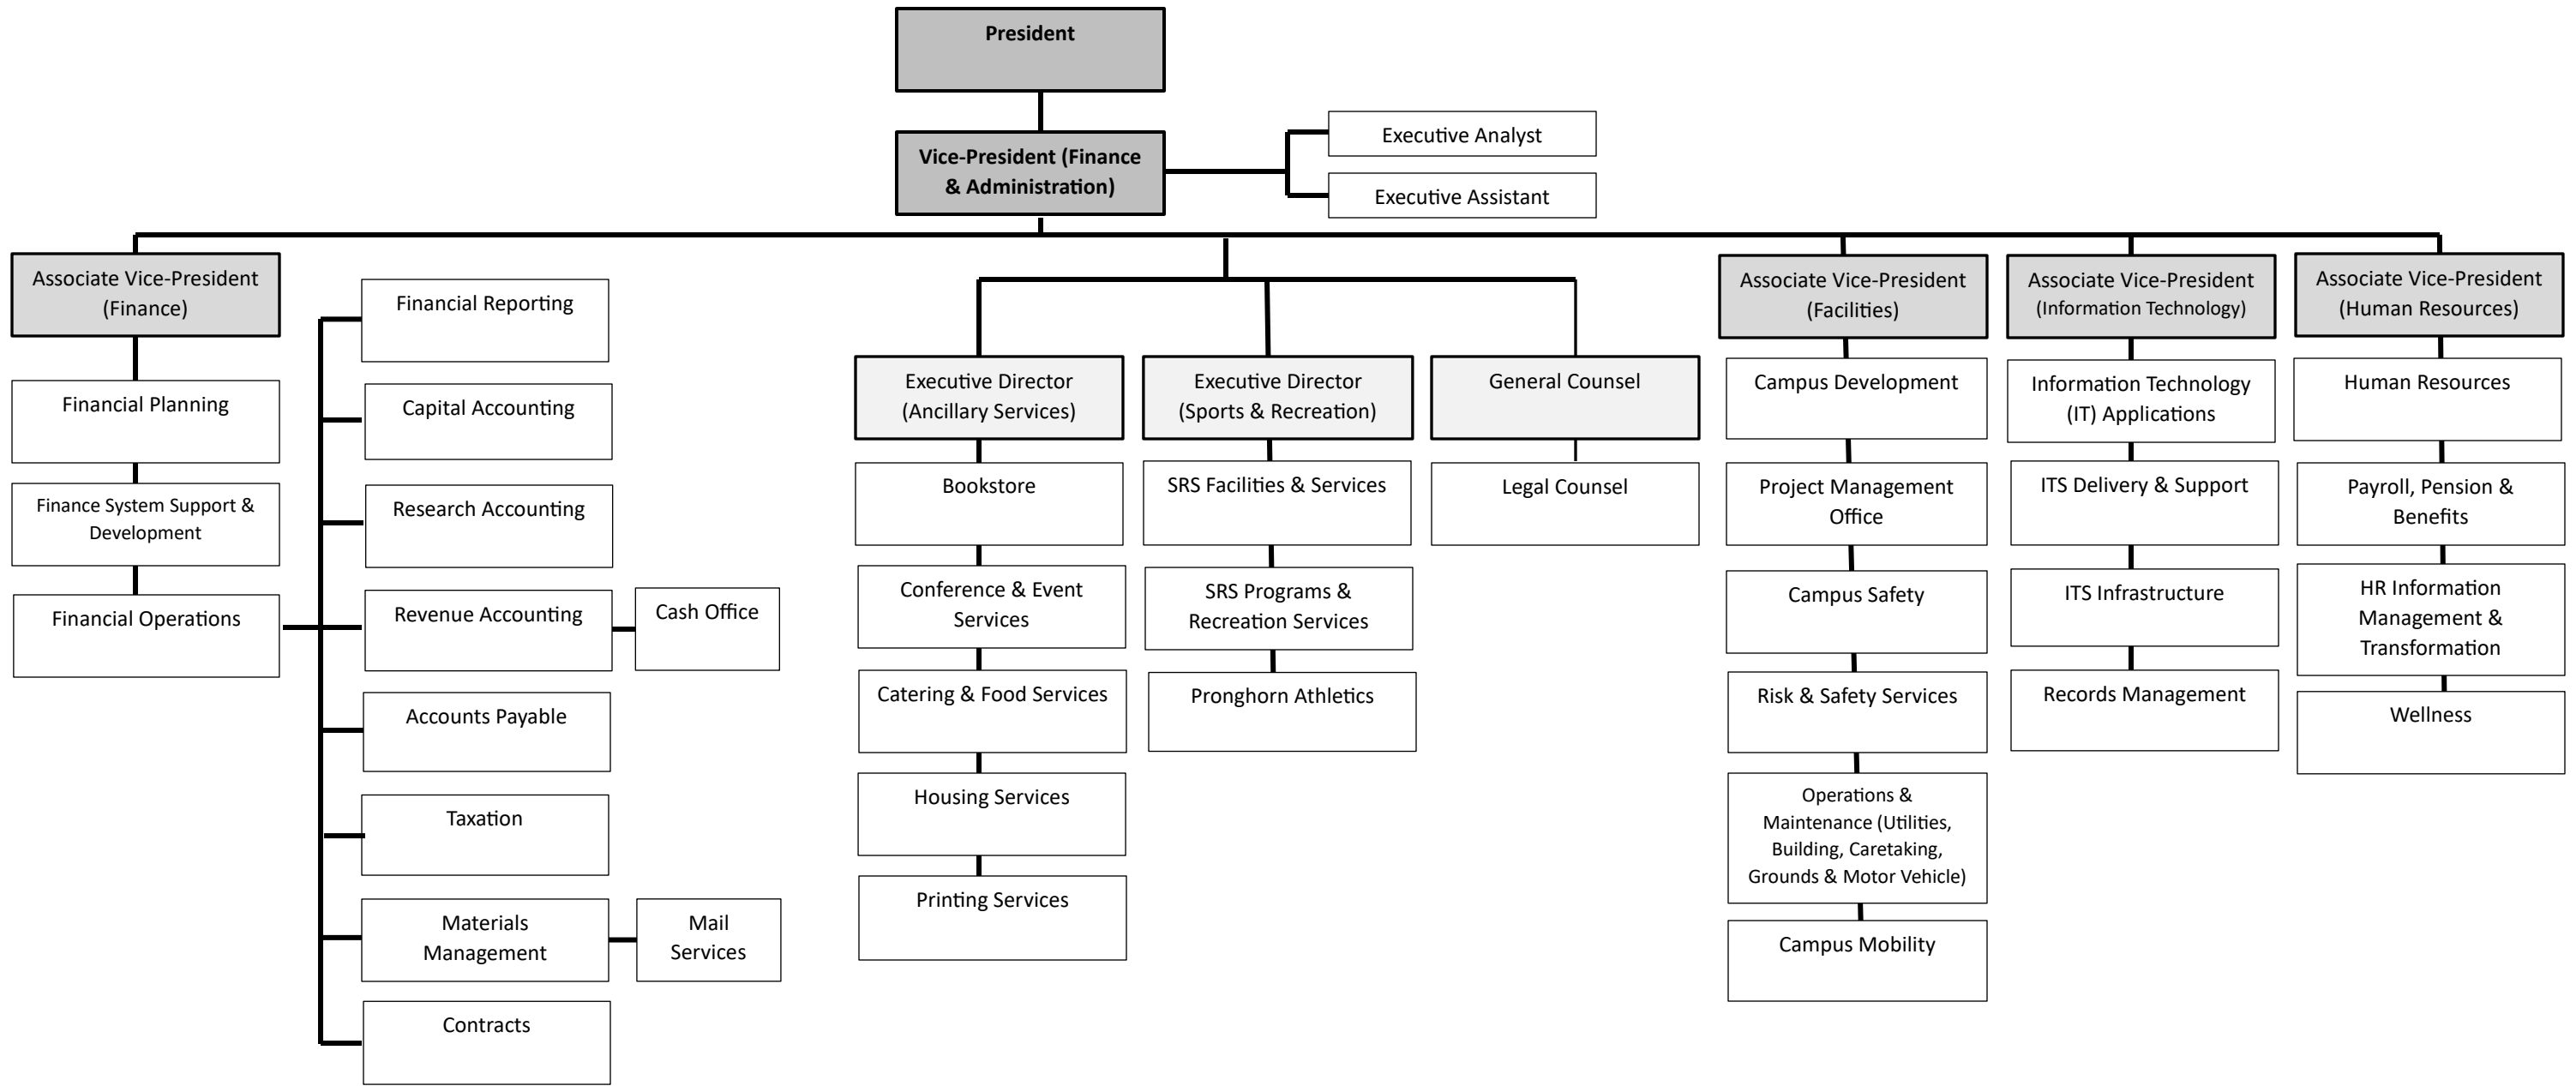 President
Vice-President (Finance
& Administration)
Executive Analyst
Executive Assistant
Associate Vice-President
(Finance)
Financial Planning
Finance System Support &
Development
Financial Operations
Financial Reporting
Capital Accounting
Research Accounting
Revenue Accounting
Cash Office
Accounts Payable
Taxation
Materials
Management
Mail
Services
Contracts
Executive Director
(Ancillary Services)
Bookstore
Conference & Event
Services
Catering & Food Services
Housing Services
Printing Services
Executive Director
(Sports & Recreation)
SRS Facilities & Services
SRS Programs &
Recreation Services
Pronghorn Athletics
General Counsel
Legal Counsel
Associate Vice-President
(Facilities)
Campus Development
Project Management
Office
Campus Safety
Risk & Safety Services
Operations &
Maintenance (Utilities,
Building, Caretaking,
Grounds & Motor Vehicle)
Campus Mobility
Associate Vice-President
(Information Technology)
Information Technology
(IT) Applications
ITS Delivery & Support
ITS Infrastructure
Records Management
Associate Vice-President
(Human Resources)
Human Resources
Payroll, Pension &
Benefits
HR Information
Management &
Transformation
Wellness